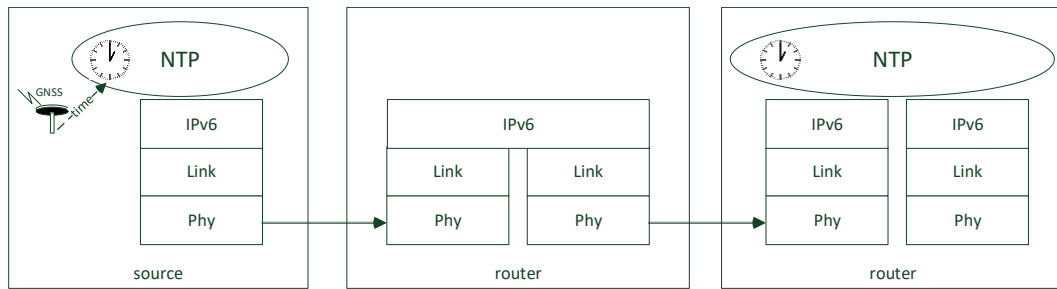 NTP
GNSS
time
IPv6
Link
Phy
source
IPv6
Link Link
Phy Phy
router
NTP
IPv6 IPv6
Link Link
Phy Phy
router